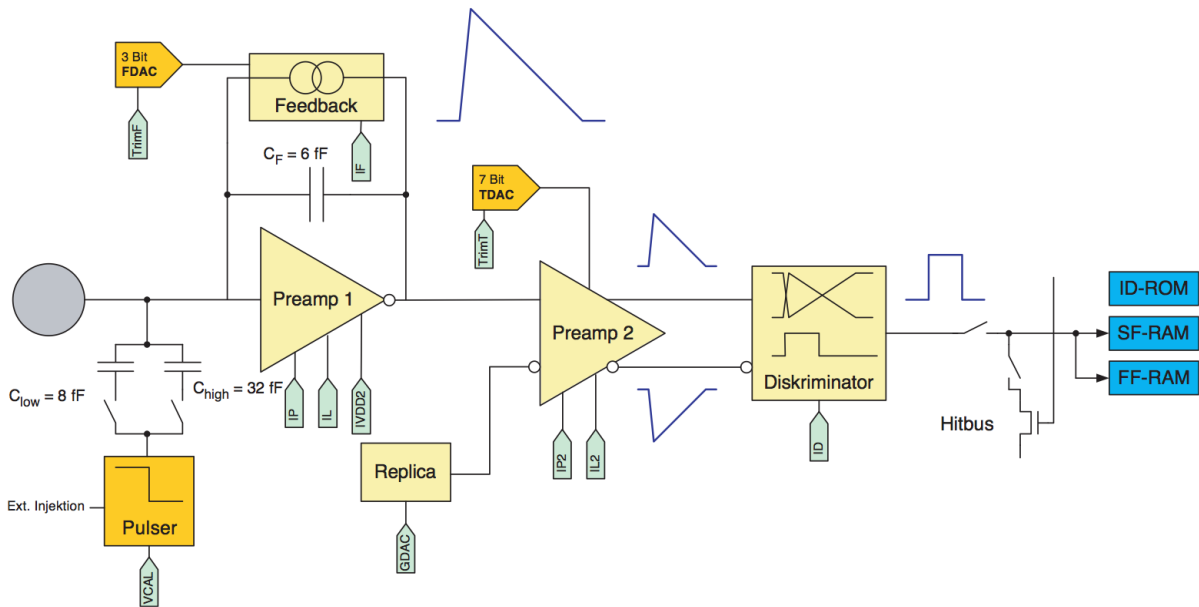 3 Bit
FDAC
TrimF
Feedback
IF
C_F = 6 fF
7 Bit
TDAC
TrimT
Preamp 1
IP
IL
IVDD2
Preamp 2
IP2
IL2
Diskriminator
ID
ID-ROM
SF-RAM
FF-RAM
Hitbus
C_low = 8 fF
C_high = 32 fF
Replica
GDAC
Ext. Injektion
Pulser
VCAL